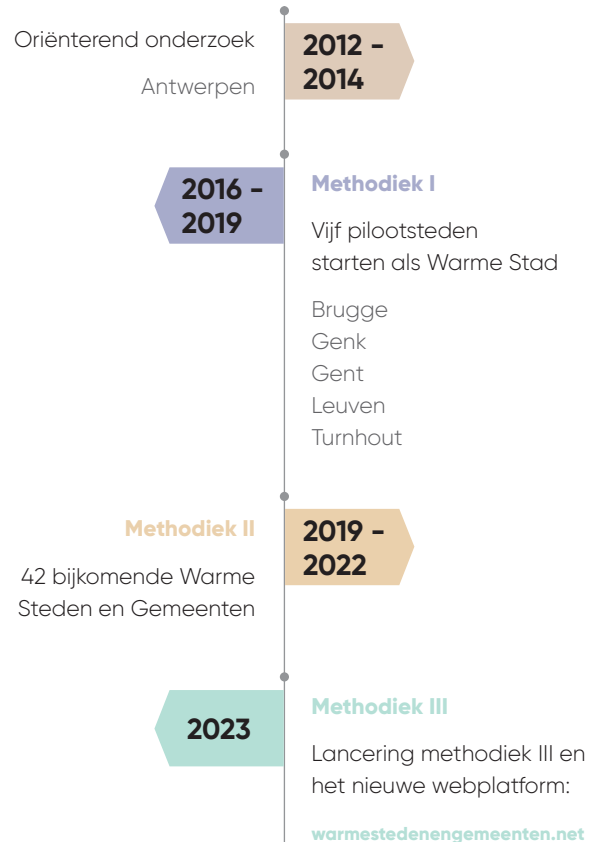 Oriënterend onderzoek
Antwerpen
2012 -
2014
2016 -
2019
Methodiek I
Vijf pilootsteden
starten als Warme Stad
Brugge
Genk
Gent
Leuven
Turnhout
Methodiek II
42 bijkomende Warme
Steden en Gemeenten
2019 -
2022
2023
Methodiek III
Lancering methodiek III en
het nieuwe webplatform:
warmestedenengemeenten.net